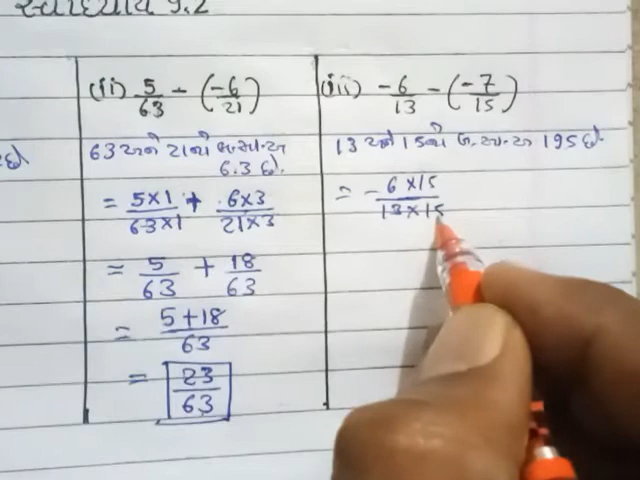 સ્વાધ્યાય 9.2
છે
(ii) 5/63 - (-6/21)
63 અને 21નો લ.સા.અ
63 છે.
= 5×1/63×1 + 6×3/21×3
= 5/63 + 18/63
= 5+18/63
= 23/63
(iii) -6/13 - (-7/15)
13 અને 15નો લ.સા.અ 195 છે.
= -6×15/13×15